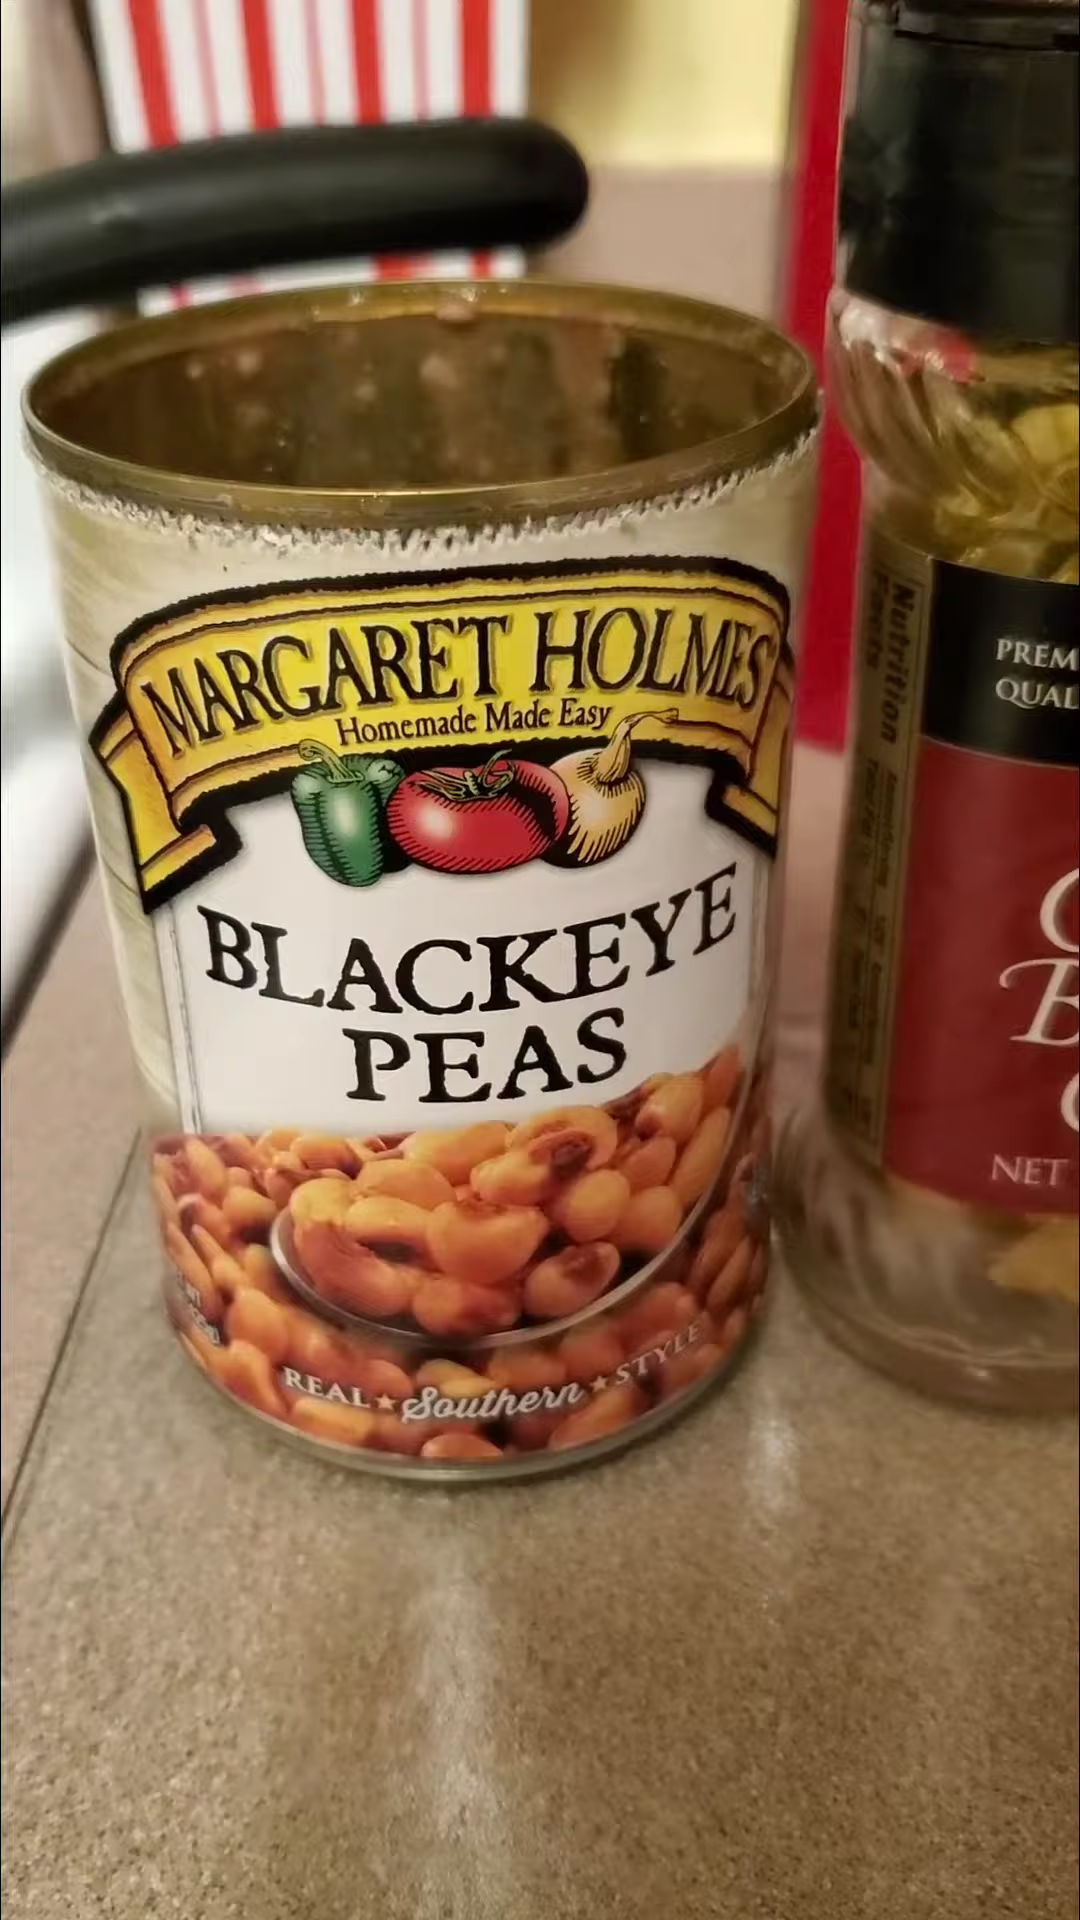 MARGARET HOLMES
Homemade Made Easy
BLACKEYE
PEAS
REAL ★ Southern ★ STYLE
Nutrition
Facts
PREM
QUAL
NET